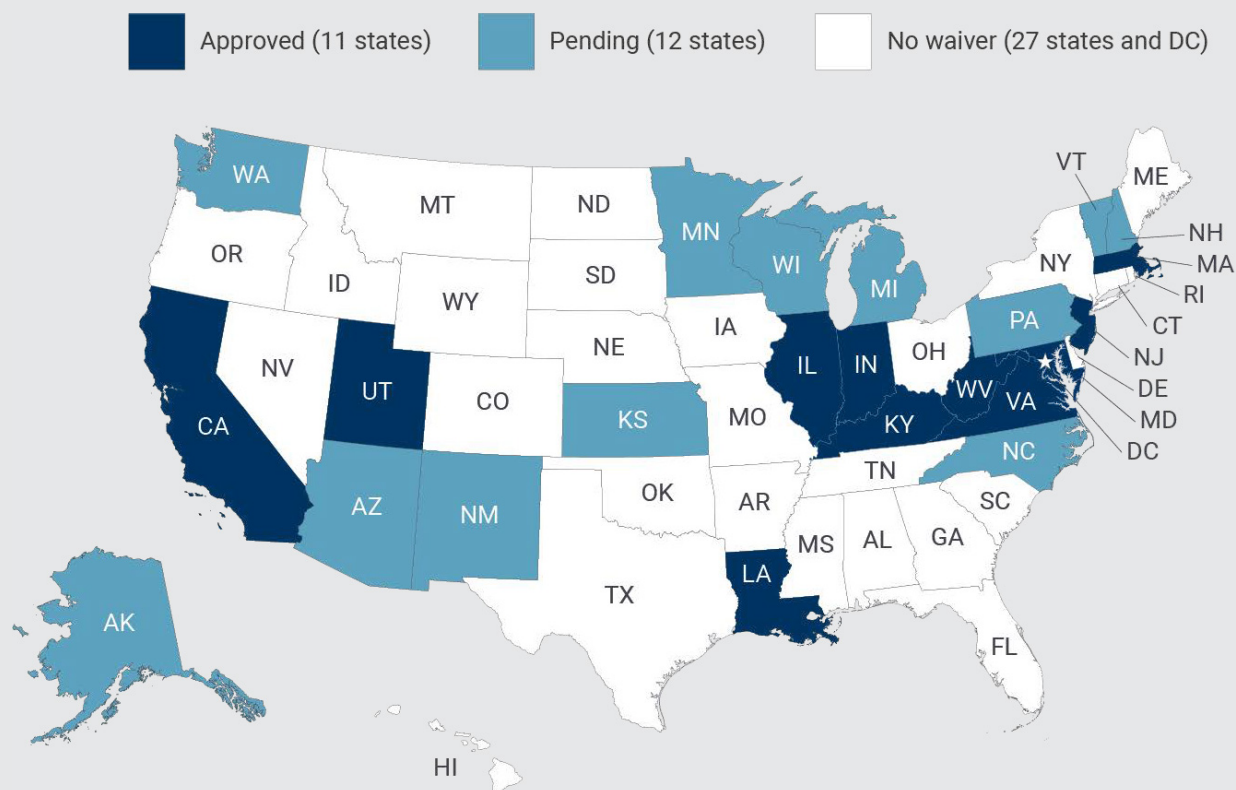 Approved (11 states)
Pending (12 states)
No waiver (27 states and DC)
WA
MT
ND
MN
VT
ME
OR
ID
SD
WI
MI
NY
NH
MA
RI
CT
WY
IA
PA
NJ
NV
NE
OH
DE
UT
CO
IL
IN
WV
VA
MD
DC
CA
KS
MO
KY
NC
TN
AZ
NM
OK
AR
SC
MS
AL
GA
LA
TX
AK
FL
HI